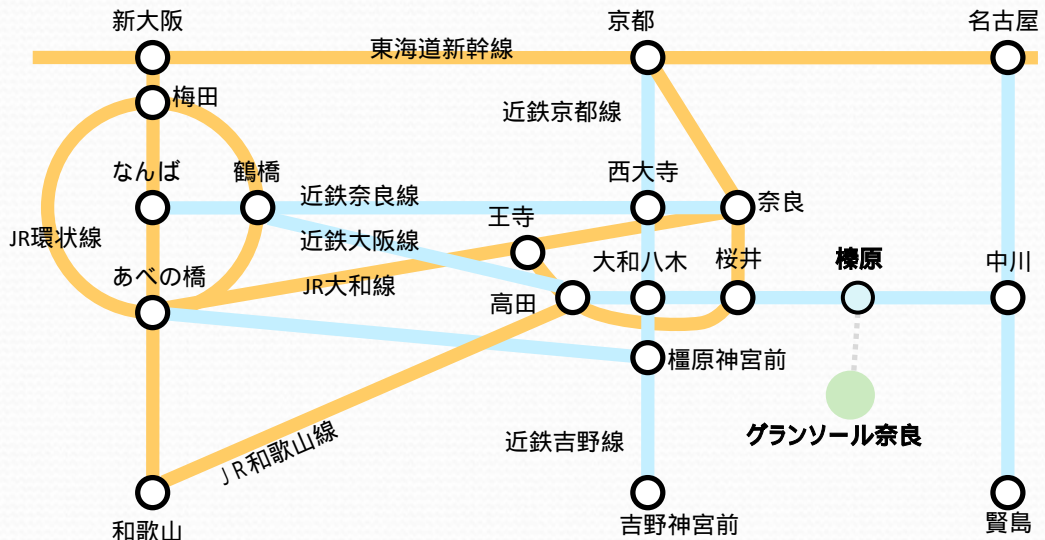 新大阪
京都
名古屋
東海道新幹線
梅田
近鉄京都線
なんば
鶴橋
西大寺
近鉄奈良線
奈良
王寺
JR環状線
近鉄大阪線
大和八木
桜井
榛原
中川
あべの橋
JR大和線
高田
橿原神宮前
グランソール奈良
JR和歌山線
近鉄吉野線
和歌山
吉野神宮前
賢島